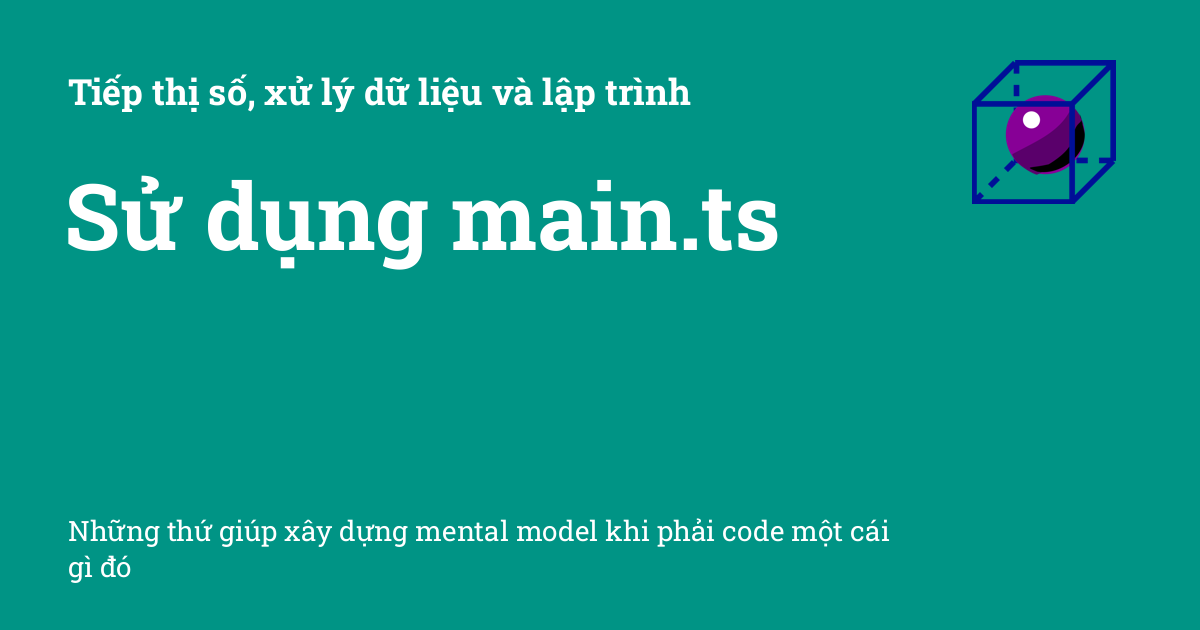 Tiếp thị số, xử lý dữ liệu và lập trình
Sử dụng main.ts
Những thứ giúp xây dựng mental model khi phải code một cái
gì đó